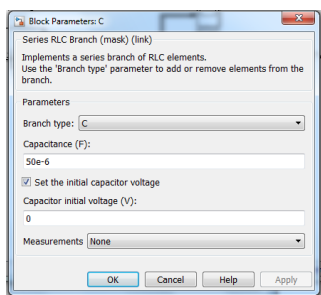 Block Parameters: C
Series RLC Branch (mask) (link)
Implements a series branch of RLC elements.
Use the 'Branch type' parameter to add or remove elements from the
branch.
Parameters
Branch type: C
Capacitance (F):
50e-6
Set the initial capacitor voltage
Capacitor initial voltage (V):
0
Measurements None
OK Cancel Help Apply